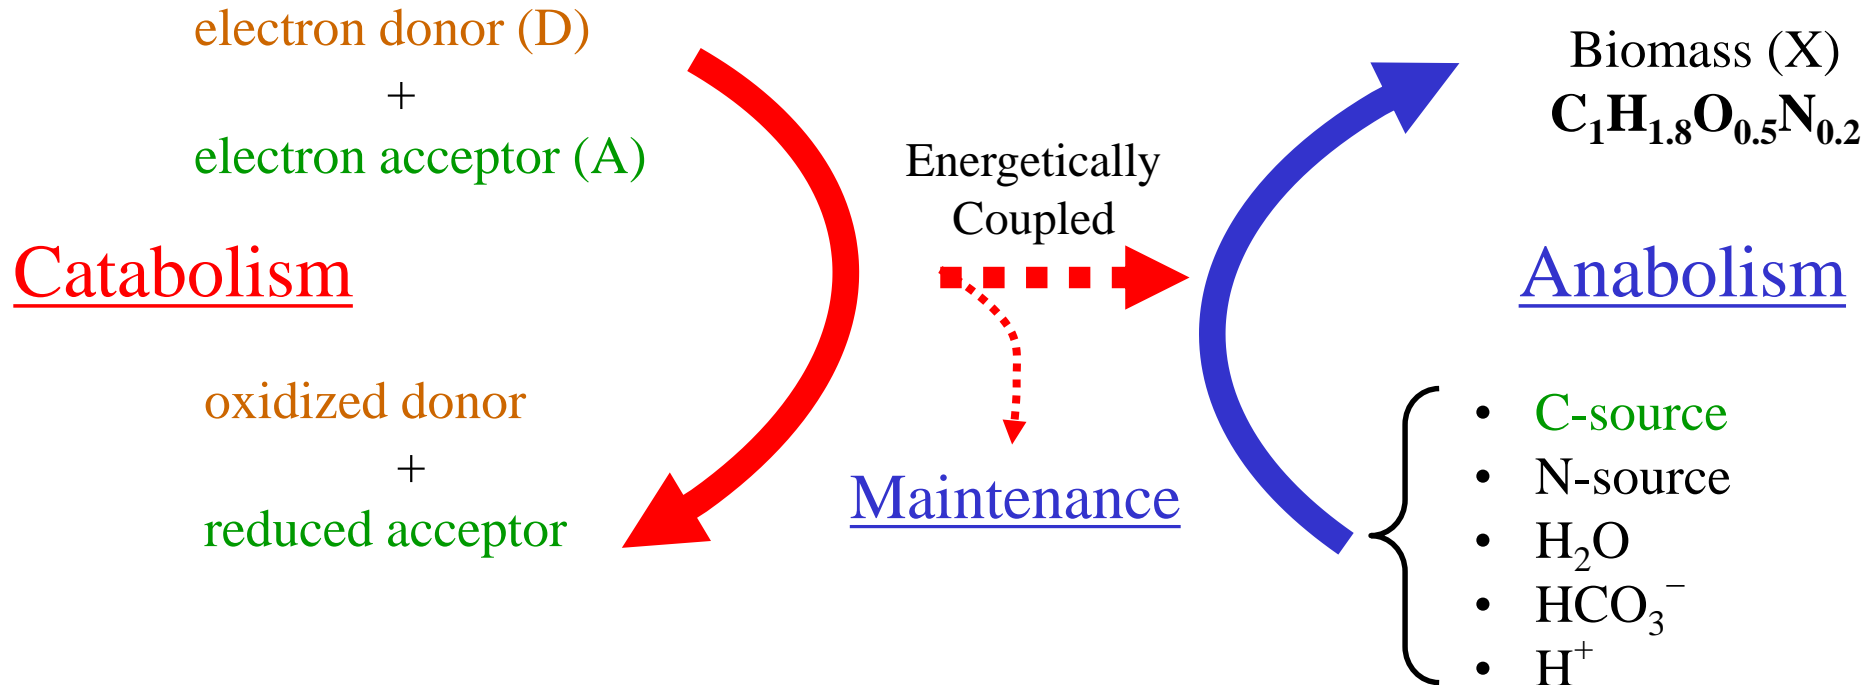 electron donor (D)
+
electron acceptor (A)
Catabolism
oxidized donor
+
reduced acceptor
Energetically
Coupled
Maintenance
Biomass (X)
C₁H₁.₈O₀.₅N₀.₂
Anabolism
• C-source
• N-source
• H₂O
• HCO₃⁻
• H⁺